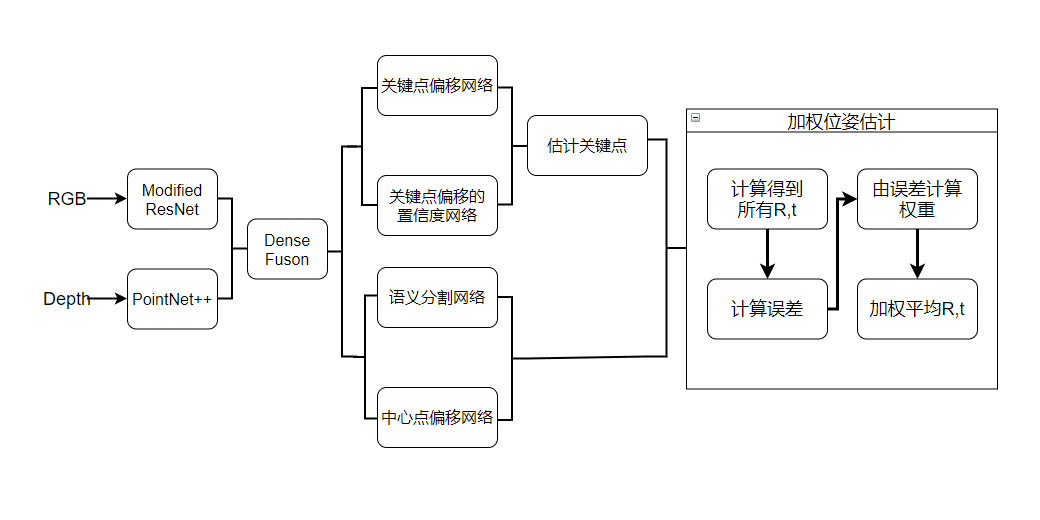 RGB
Modified
ResNet
Depth
PointNet++
Dense
Fuson
关键点偏移网络
关键点偏移的
置信度网络
语义分割网络
中心点偏移网络
估计关键点
加权位姿估计
计算得到
所有R,t
由误差计算
权重
计算误差
加权平均R,t